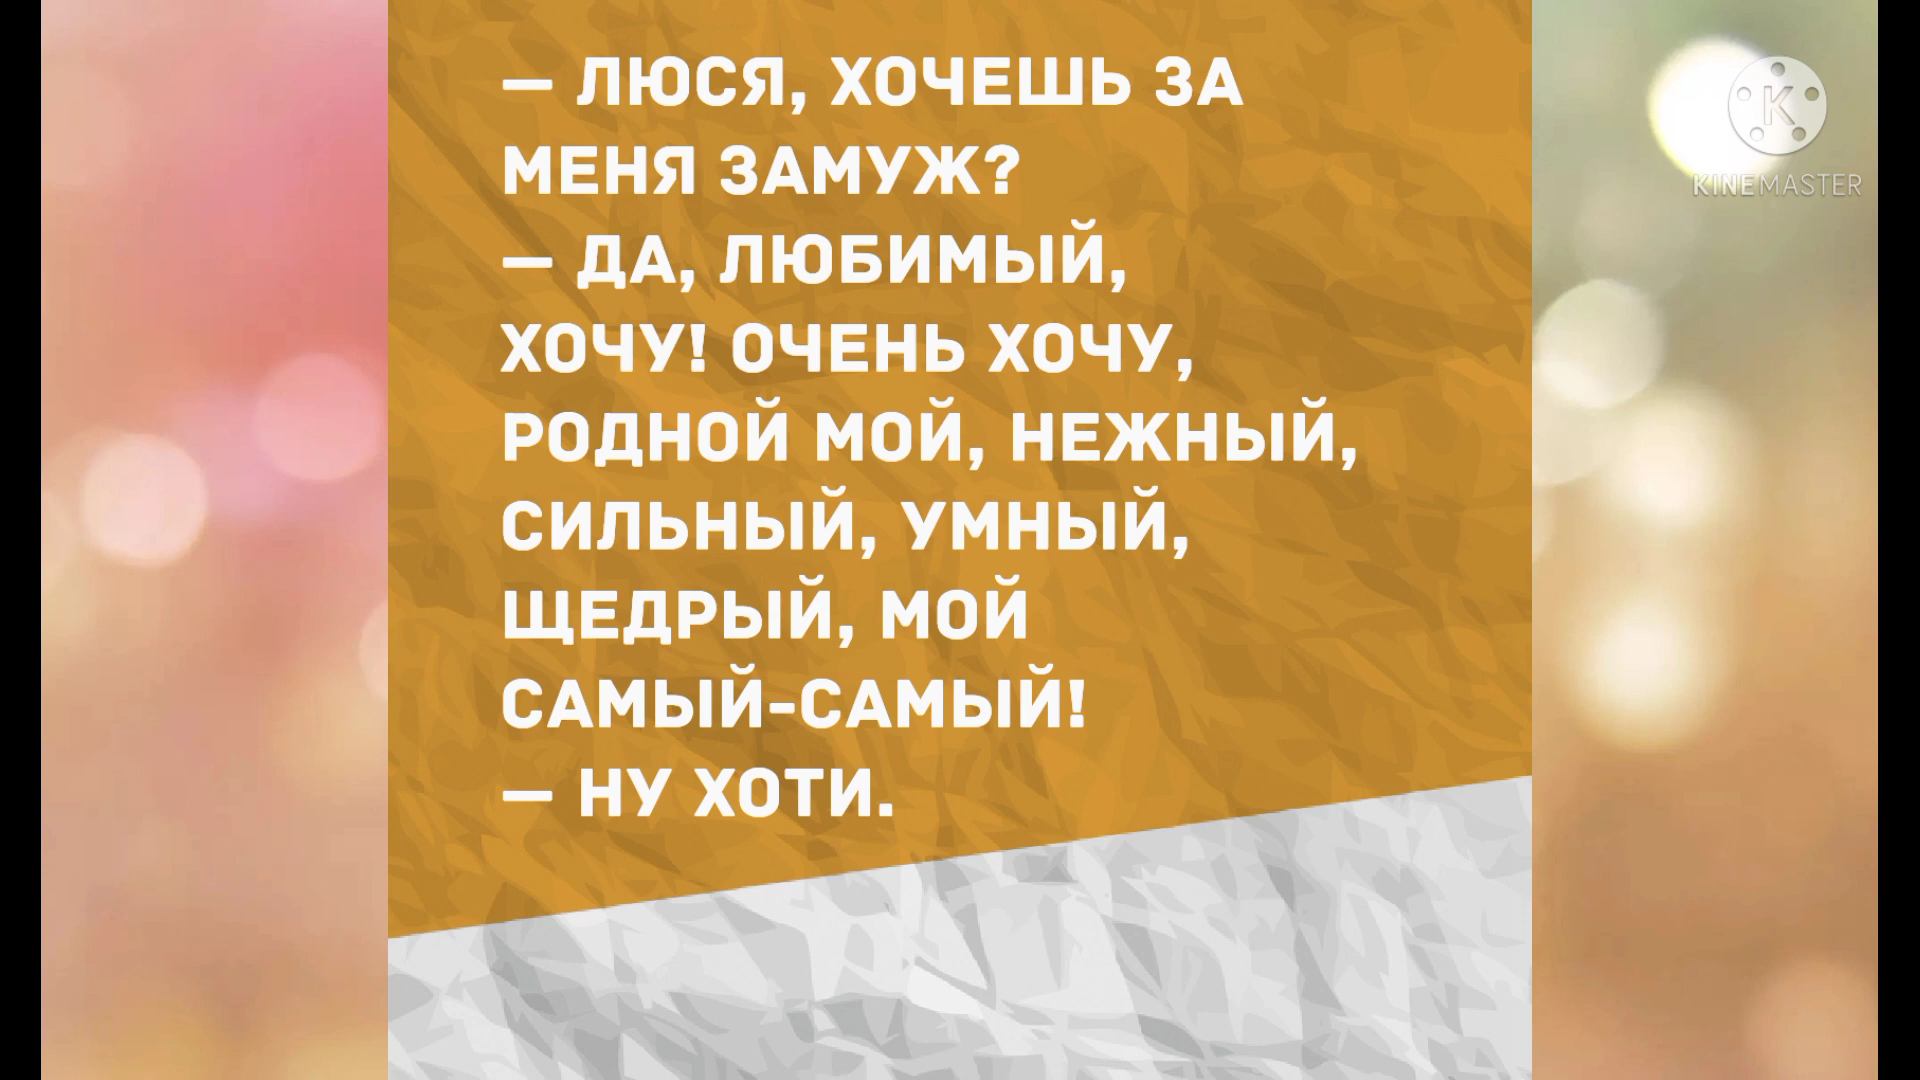 — ЛЮСЯ, ХОЧЕШЬ ЗА
МЕНЯ ЗАМУЖ?
— ДА, ЛЮБИМЫЙ,
ХОЧУ! ОЧЕНЬ ХОЧУ,
РОДНОЙ МОЙ, НЕЖНЫЙ,
СИЛЬНЫЙ, УМНЫЙ,
ЩЕДРЫЙ, МОЙ
САМЫЙ-САМЫЙ!
— НУ ХОТИ.
K
KINEMASTER